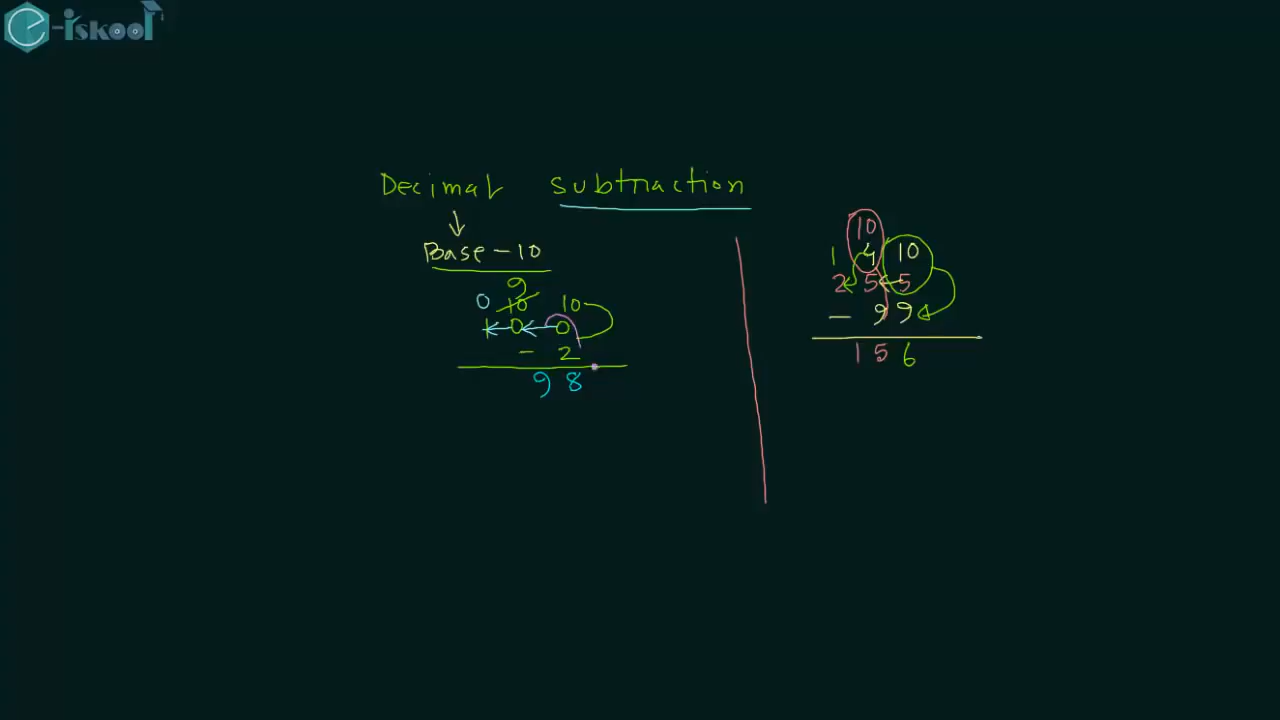 e-iskool
Decimal subtraction
Base - 10
9
0 10 10
1 0 0
- 2
9 8
10
1 4 10
2 5 5
- 9 9
1 5 6